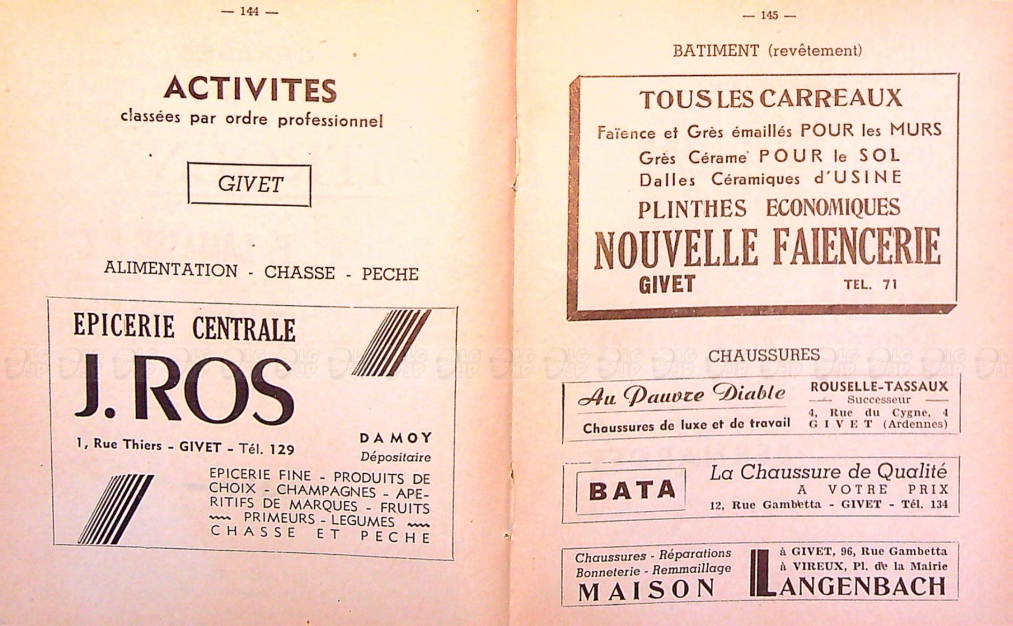 — 144 —
ACTIVITES
classées par ordre professionnel
GIVET
ALIMENTATION - CHASSE - PECHE
EPICERIE CENTRALE
J. ROS
1, Rue Thiers - GIVET - Tél. 129
DAMOY
Dépositaire
EPICERIE FINE - PRODUITS DE
CHOIX - CHAMPAGNES - APE-
RITIFS DE MARQUES - FRUITS
PRIMEURS - LEGUMES
CHASSE ET PECHE
— 145 —
BATIMENT (revêtement)
TOUS LES CARREAUX
Faïence et Grès émaillés POUR les MURS
Grès Cérame POUR le SOL
Dalles Céramiques d'USINE
PLINTHES ECONOMIQUES
NOUVELLE FAIENCERIE
GIVET TEL. 71
CHAUSSURES
Au Pauvre Diable
Chaussures de luxe et de travail
ROUSELLE-TASSAUX
— Successeur —
4, Rue du Cygne, 4
GIVET (Ardennes)
BATA
La Chaussure de Qualité
A VOTRE PRIX
12, Rue Gambetta - GIVET - Tél. 134
Chaussures - Réparations
Bonneterie - Remmaillage
MAISON
à GIVET, 96, Rue Gambetta
à VIREUX, Pl. de la Mairie
LANGENBACH